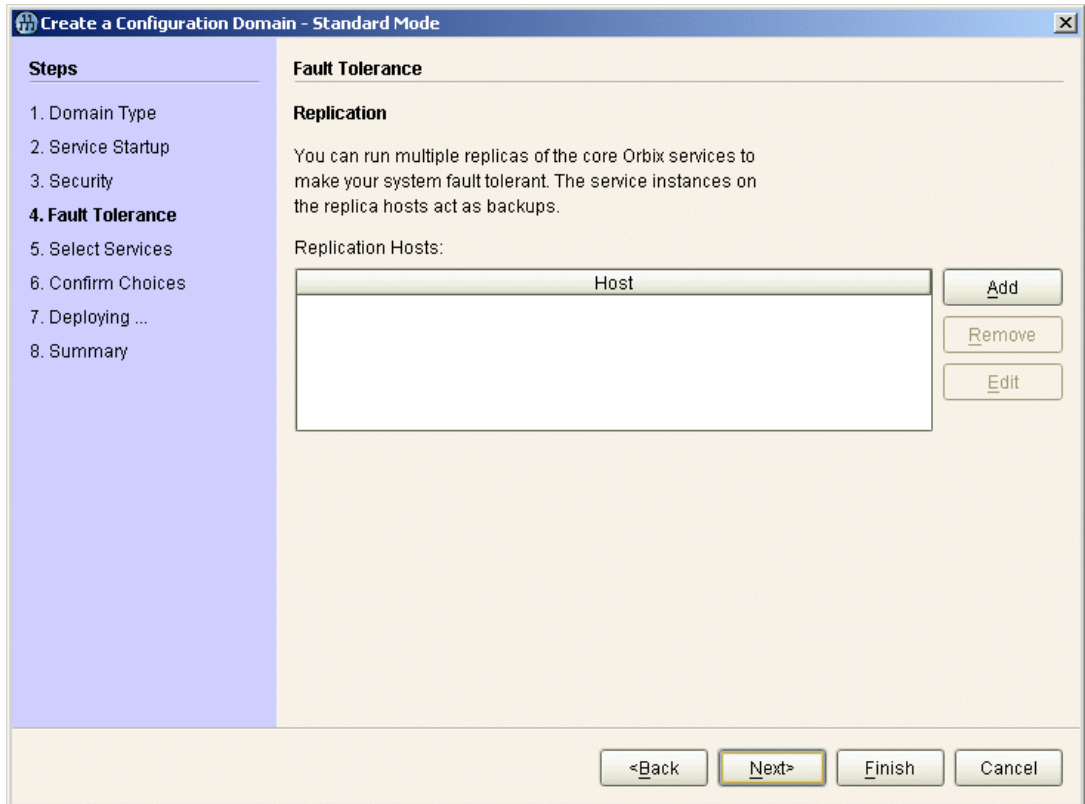 Create a Configuration Domain - Standard Mode
Steps
1. Domain Type
2. Service Startup
3. Security
4. Fault Tolerance
5. Select Services
6. Confirm Choices
7. Deploying ...
8. Summary
Fault Tolerance
Replication
You can run multiple replicas of the core Orbix services to
make your system fault tolerant. The service instances on
the replica hosts act as backups.
Replication Hosts:
Host
Add
Remove
Edit
<Back
Next>
Finish
Cancel